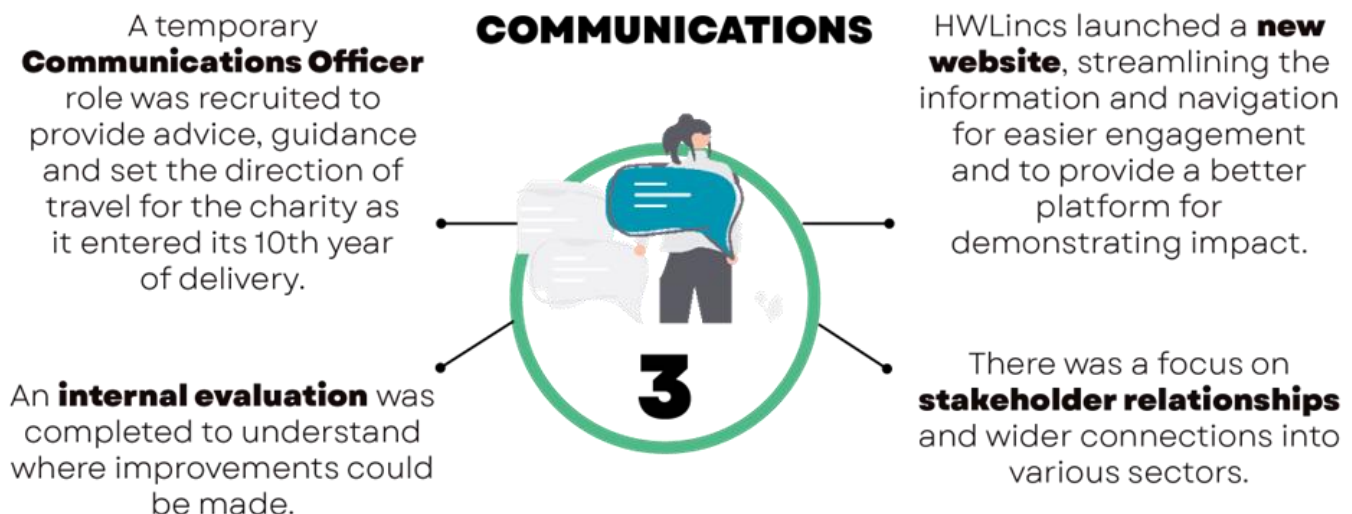 COMMUNICATIONS
A temporary
Communications Officer
role was recruited to
provide advice, guidance
and set the direction of
travel for the charity as
it entered its 10th year
of delivery.
HWLincs launched a new
website, streamlining the
information and navigation
for easier engagement
and to provide a better
platform for
demonstrating impact.
3
An internal evaluation was
completed to understand
where improvements could
be made.
There was a focus on
stakeholder relationships
and wider connections into
various sectors.